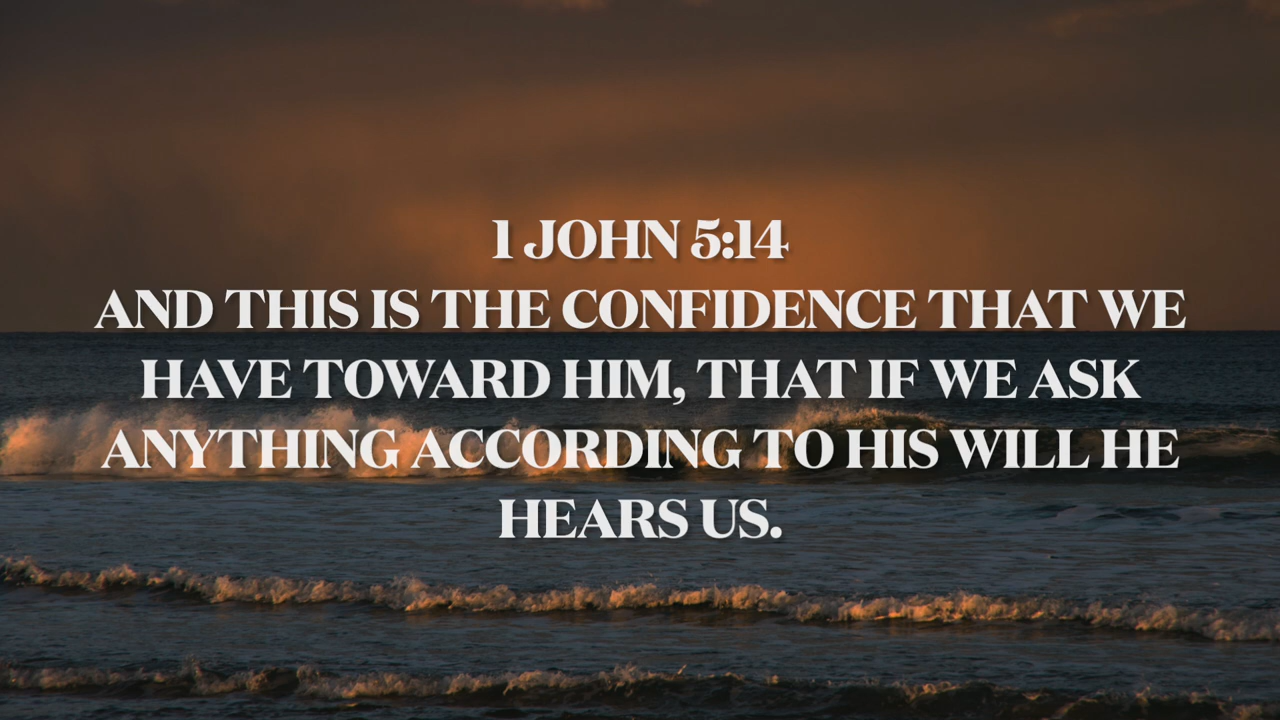 1 JOHN 5:14
AND THIS IS THE CONFIDENCE THAT WE
HAVE TOWARD HIM, THAT IF WE ASK
ANYTHING ACCORDING TO HIS WILL HE
HEARS US.